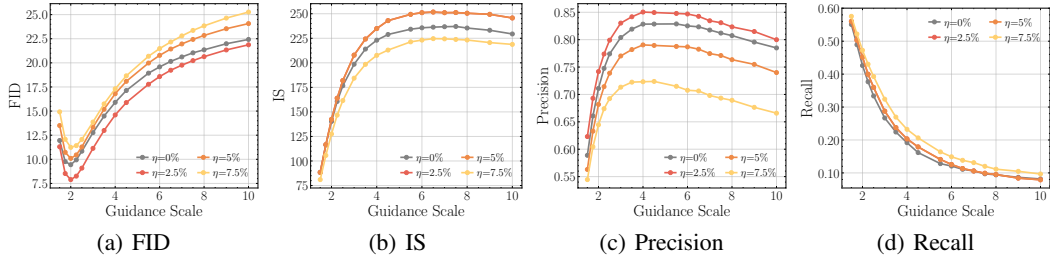 FID
25.0
22.5
20.0
17.5
15.0
12.5
10.0
7.5
2 4 6 8 10
Guidance Scale
η=0% η=5%
η=2.5% η=7.5%
(a) FID
IS
250
225
200
175
150
125
100
75
2 4 6 8 10
Guidance Scale
η=0% η=5%
η=2.5% η=7.5%
(b) IS
Precision
0.85
0.80
0.75
0.70
0.65
0.60
0.55
2 4 6 8 10
Guidance Scale
η=0% η=5%
η=2.5% η=7.5%
(c) Precision
Recall
0.60
0.50
0.40
0.30
0.20
0.10
2 4 6 8 10
Guidance Scale
η=0% η=5%
η=2.5% η=7.5%
(d) Recall